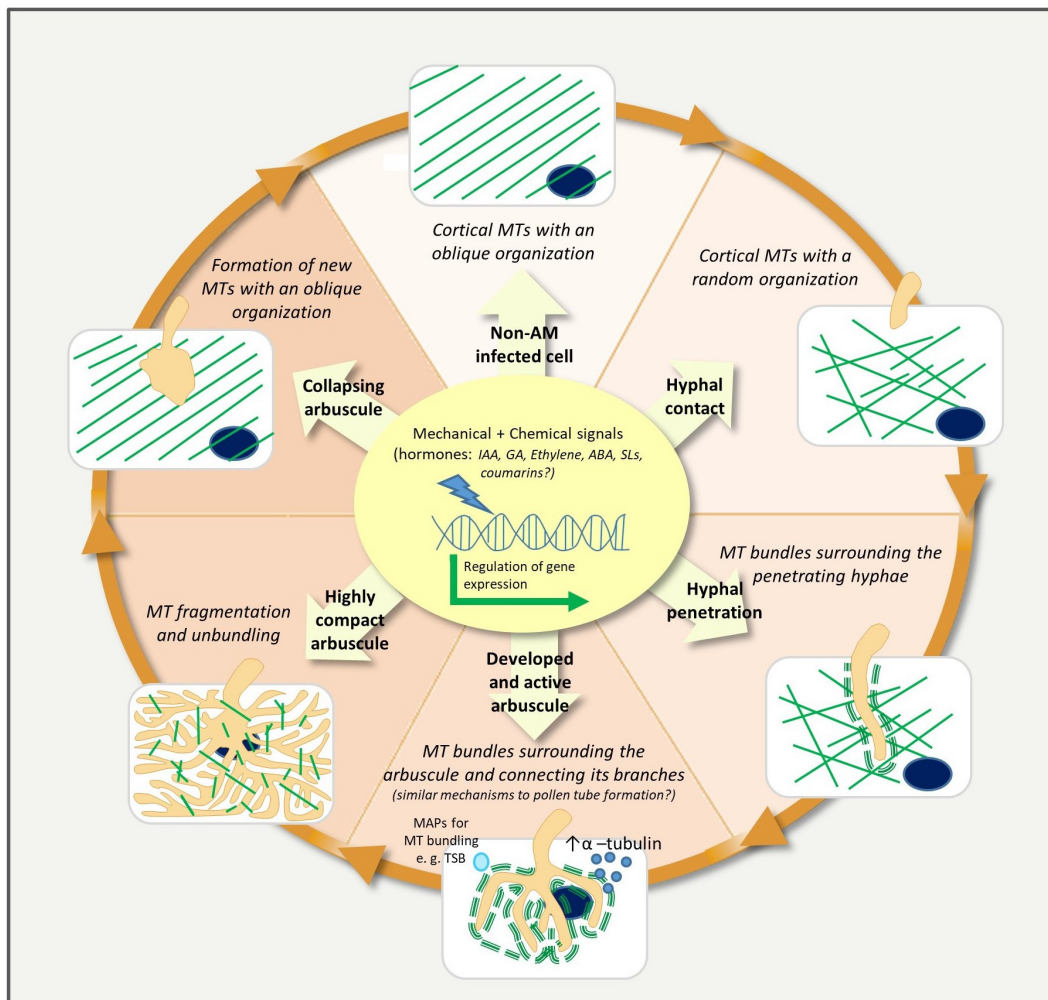 Cortical MTs with an
oblique organization
Non-AM
infected cell
Cortical MTs with a
random organization
Hyphal
contact
MT bundles surrounding the
penetrating hyphae
Hyphal
penetration
Developed
and active
arbuscule
MT bundles surrounding the
arbuscule and connecting its branches
(similar mechanisms to pollen tube formation?)
MAPs for
MT bundling
e. g. TSB
↑α –tubulin
Highly
compact
arbuscule
MT fragmentation
and unbundling
Collapsing
arbuscule
Formation of new
MTs with an oblique
organization
Mechanical + Chemical signals
(hormones: IAA, GA, Ethylene, ABA, SLs,
coumarins?)
Regulation of gene
expression